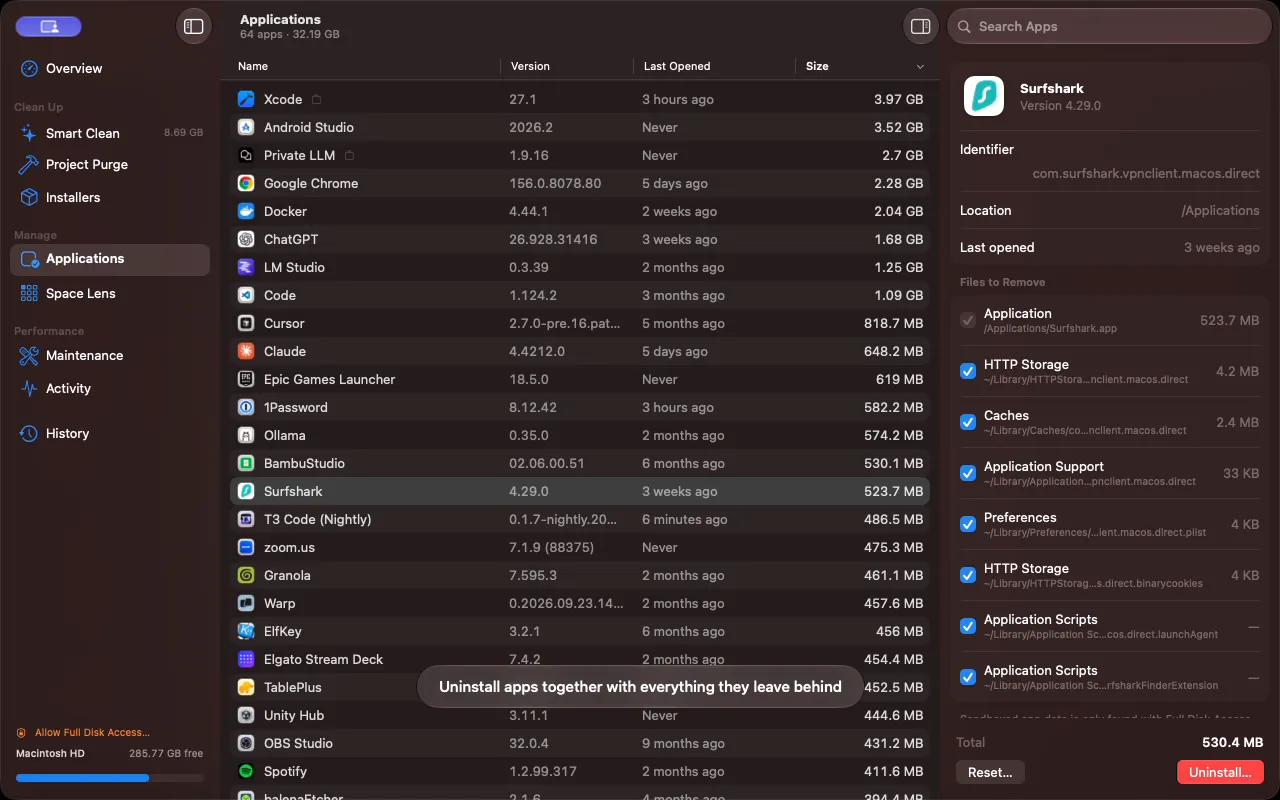 Overview
Clean Up
Smart Clean 8.69 GB
Project Purge
Installers
Manage
Applications
Space Lens
Performance
Maintenance
Activity
History
Allow Full Disk Access...
Macintosh HD 285.77 GB free
Applications
64 apps · 32.19 GB
Name Version Last Opened Size
Xcode 27.1 3 hours ago 3.97 GB
Android Studio 2026.2 Never 3.52 GB
Private LLM 1.9.16 Never 2.7 GB
Google Chrome 156.0.8078.80 5 days ago 2.28 GB
Docker 4.44.1 2 weeks ago 2.04 GB
ChatGPT 26.928.31416 3 weeks ago 1.68 GB
LM Studio 0.3.39 2 months ago 1.25 GB
Code 1.124.2 3 months ago 1.09 GB
Cursor 2.7.0-pre.16.pat... 5 months ago 818.7 MB
Claude 4.4212.0 5 days ago 648.2 MB
Epic Games Launcher 18.5.0 Never 619 MB
1Password 8.12.42 3 hours ago 582.2 MB
Ollama 0.35.0 2 months ago 574.2 MB
BambuStudio 02.06.00.51 6 months ago 530.1 MB
Surfshark 4.29.0 3 weeks ago 523.7 MB
T3 Code (Nightly) 0.1.7-nightly.20... 6 minutes ago 486.5 MB
zoom.us 7.1.9 (88375) Never 475.3 MB
Granola 7.595.3 2 months ago 461.1 MB
Warp 0.2026.09.23.14... 2 months ago 457.6 MB
ElfKey 3.2.1 6 months ago 456 MB
Elgato Stream Deck 7.4.2 2 months ago 454.4 MB
TablePlus 452.5 MB
Uninstall apps together with everything they leave behind
Unity Hub 3.11.1 Never 444.6 MB
OBS Studio 32.0.4 9 months ago 431.2 MB
Spotify 1.2.99.317 2 months ago 411.6 MB
balenaEtcher 2.1.6 4 months ago 394.4 MB
Search Apps
Surfshark
Version 4.29.0
Identifier
com.surfshark.vpnclient.macos.direct
Location /Applications
Last opened 3 weeks ago
Files to Remove
Application 523.7 MB
/Applications/Surfshark.app
HTTP Storage 4.2 MB
~/Library/HTTPStora...nclient.macos.direct
Caches 2.4 MB
~/Library/Caches/co...nclient.macos.direct
Application Support 33 KB
~/Library/Application...pnclient.macos.direct
Preferences 4 KB
~/Library/Preferences/...ient.macos.direct.plist
HTTP Storage 4 KB
~/Library/HTTPStorag...s.direct.binarycookies
Application Scripts —
~/Library/Application Sc...cos.direct.launchAgent
Application Scripts —
~/Library/Application Sc...rfsharkFinderExtension
Sandboxed app data is only found with Full Disk Access
Total 530.4 MB
Reset... Uninstall...